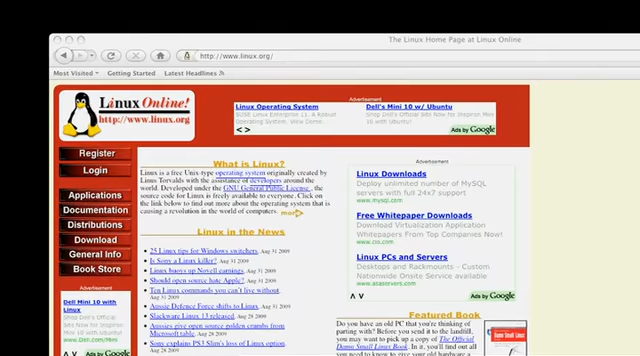 The Linux Home Page at Linux Online
http://www.linux.org/
Most Visited
Getting Started
Latest Headlines
Linux Online!
http://www.linux.org
Advertisement
Linux Operating System
SUSE Linux Enterprise 11. A Robust
Operating System. View Demo.
Dell's Mini 10 w/ Ubuntu
Shop Dell's Official Site Now for Inspiron Mini
10 with Ubuntu!
Ads by Google
Register
Login
Applications
Documentation
Distributions
Download
General Info
Book Store
Advertisement
Dell Mini 10 with
Linux
Shop Dell's Official
Site Now for Inspiron
Mini 10 with Ubuntu!
www.Dell.com/Mini
Ads by Google
What is Linux?
Linux is a free Unix-type operating system originally created by
Linus Torvalds with the assistance of developers around
the world. Developed under the GNU General Public License , the
source code for Linux is freely available to everyone. Click on
the link below to find out more about the operating system that is
causing a revolution in the world of computers.
more
Linux in the News
25 Linux tips for Windows switchers, Aug 31 2009
Is Sony a Linux killer?, Aug 31 2009
Linux buoys up Novell earnings, Aug 31 2009
Should open source hate Apple?, Aug 31 2009
Ten Linux commands you can't live
without, Aug 31 2009
Aussie Defence Force shifts to Linux, Aug 31 2009
Slackware Linux 13 released, Aug 31 2009
Aussies give open source golden crumbs from
Microsoft table, Aug 31 2009
Sony explains PS3 Slim's loss of Linux option,
Aug 31 2009
Advertisement
Linux Downloads
Deploy unlimited number of MySQL
servers with full 24x7 support
www.mysql.com
Free Whitepaper Downloads
Download Virtualization Application
Whitepapers From Top Companies Now!
www.cio.com
Linux PCs and Servers
Desktops and Rackmounts - Custom
Nationwide Onsite Service Available
www.asaservers.com
Ads by Google
Featured Book
Do you have an old PC that you're thinking of
parting with? Before you send it to the landfill,
you may want to pick up a copy of The Official
Damn Small Linux Book. In it, you'll find out all
you need to know to give your old hardware a